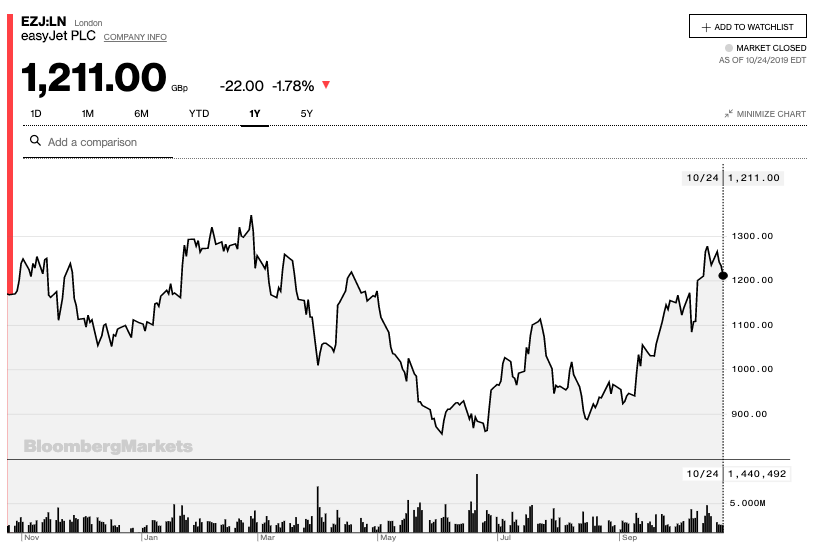 EZJ:LN London
easyJet PLC COMPANY INFO
+ ADD TO WATCHLIST
MARKET CLOSED
AS OF 10/24/2019 EDT
1,211.00 GBp -22.00 -1.78% ▼
1D 1M 6M YTD 1Y 5Y
MINIMIZE CHART
Add a comparison
10/24 1,211.00
1300.00
1200.00
1100.00
1000.00
900.00
BloombergMarkets
10/24 1,440,492
5.000M
Nov Jan Mar May Jul Sep